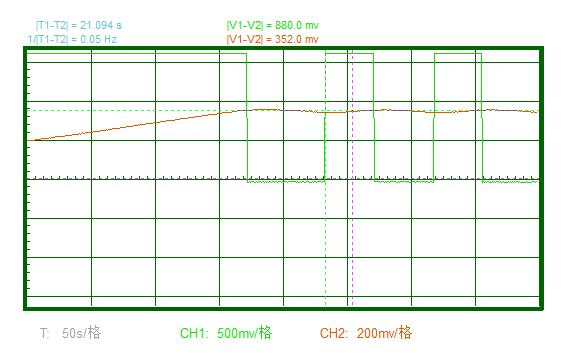 |T1-T2| = 21.094 s |V1-V2| = 880.0 mv
1/|T1-T2| = 0.05 Hz |V1-V2| = 352.0 mv
T: 50s/格 CH1: 500mv/格 CH2: 200mv/格